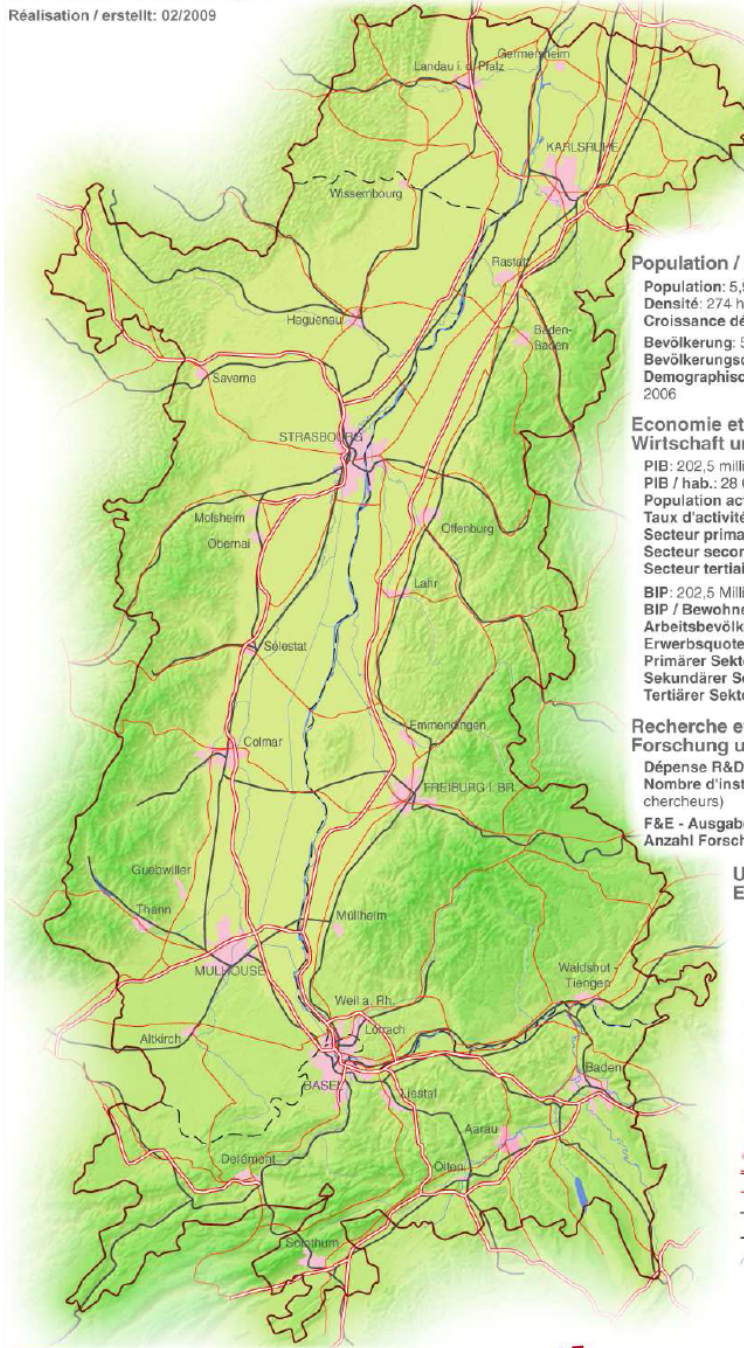 Réalisation / erstellt: 02/2009
Germersheim
Landau i. d. Pfalz
KARLSRUHE
Wissembourg
Rastatt
Haguenau
Baden-
Baden
Saverne
STRASBOURG
Molsheim
Offenburg
Obernai
Lahr
Sélestat
Emmendingen
Colmar
FREIBURG I. BR.
Guebwiller
Thann
Müllheim
MULHOUSE
Waldshut -
Tiengen
Weil a. Rh.
Lörrach
Altkirch
BASEL
Baden
Liestal
Aarau
Delémont
Olten
Solothurn
Population /
Population: 5,
Densité: 274 h
Croissance dé
Bevölkerung: 5
Bevölkerungsd
Demographisc
2006
Economie et
Wirtschaft un
PIB: 202,5 milli
PIB / hab.: 28
Population act
Taux d'activité
Secteur prima
Secteur secon
Secteur tertiai
BIP: 202,5 Milli
BIP / Bewohne
Arbeitsbevölk
Erwerbsquote
Primärer Sekto
Sekundärer Se
Tertiärer Sekto
Recherche e
Forschung u
Dépense R&D
Nombre d'inst
chercheurs)
F&E - Ausgabe
Anzahl Forsch
U
E